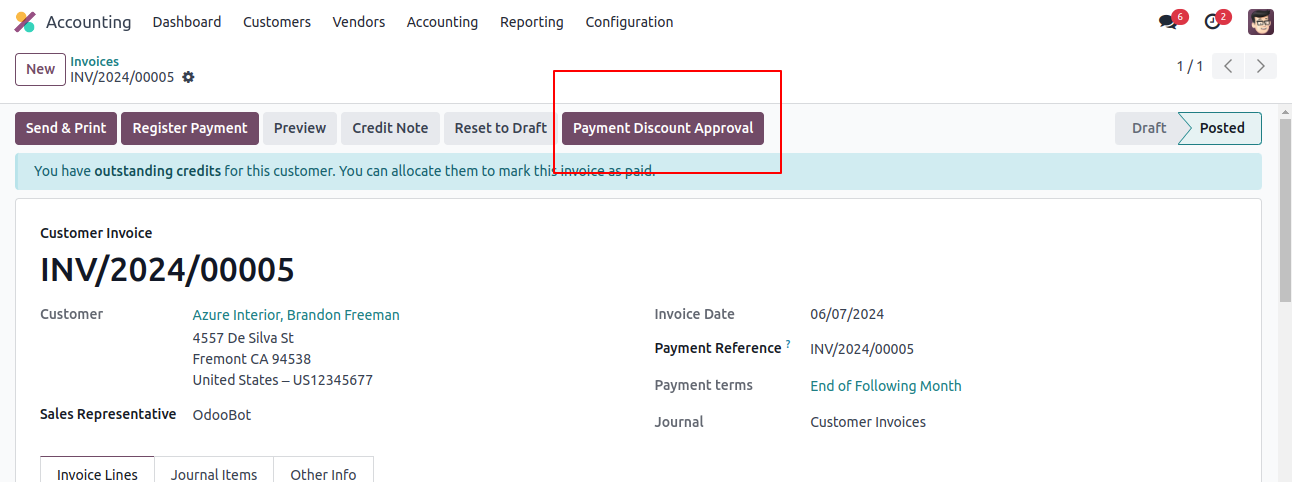 Accounting Dashboard Customers Vendors Accounting Reporting Configuration 6 2
New Invoices 1 / 1
INV/2024/00005
Send & Print Register Payment Preview Credit Note Reset to Draft Payment Discount Approval Draft Posted
You have outstanding credits for this customer. You can allocate them to mark this invoice as paid.
Customer Invoice
INV/2024/00005
Customer Azure Interior, Brandon Freeman Invoice Date 06/07/2024
4557 De Silva St
Fremont CA 94538 Payment Reference ? INV/2024/00005
United States – US12345677 Payment terms End of Following Month
Sales Representative OdooBot Journal Customer Invoices
Invoice Lines Journal Items Other Info